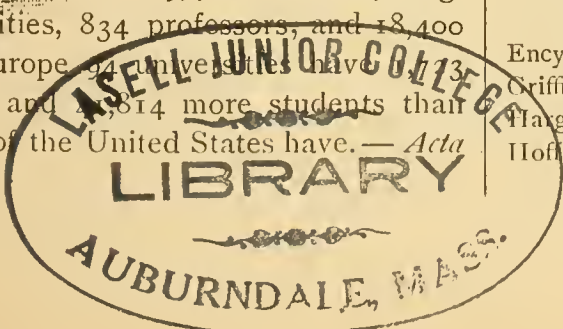 ities, 834 professors, and 18,400
urope 94 universities have
and more students than
of the United States have. — Acta
Ency
Griffi
Harg
Hoff
LASELL JUNIOR COLLEGE
LIBRARY
AUBURNDALE, MASS.